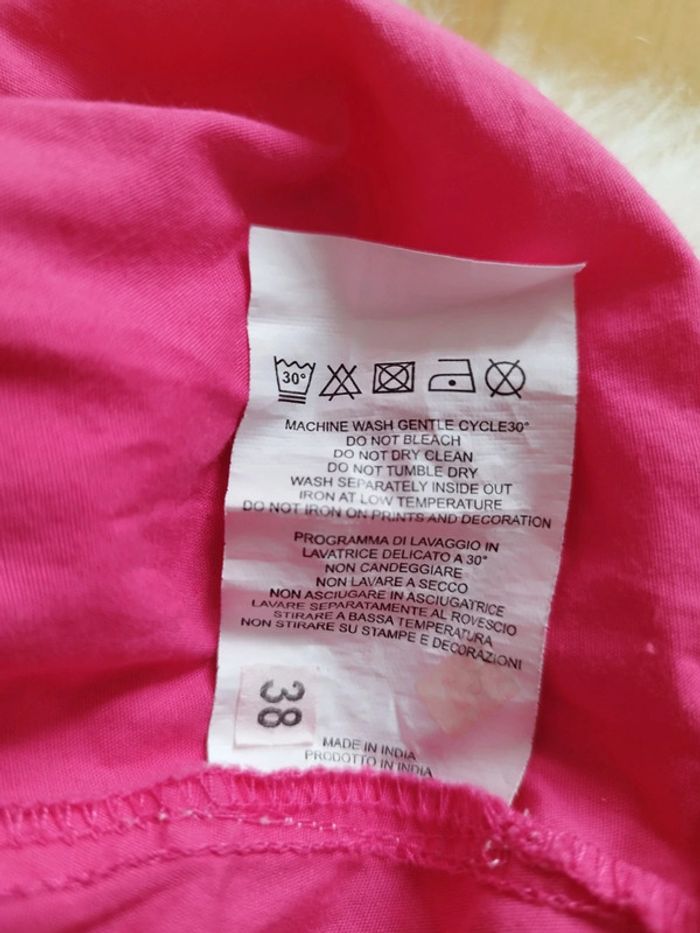 30°
MACHINE WASH GENTLE CYCLE30°
DO NOT BLEACH
DO NOT DRY CLEAN
DO NOT TUMBLE DRY
WASH SEPARATELY INSIDE OUT
IRON AT LOW TEMPERATURE
DO NOT IRON ON PRINTS AND DECORATION
PROGRAMMA DI LAVAGGIO IN
LAVATRICE DELICATO A 30°
NON CANDEGGIARE
NON LAVARE A SECCO
NON ASCIUGARE IN ASCIUGATRICE
LAVARE SEPARATAMENTE AL ROVESCIO
STIRARE A BASSA TEMPERATURA
NON STIRARE SU STAMPE E DECORAZIONI
38
MADE IN INDIA
PRODOTTO IN INDIA